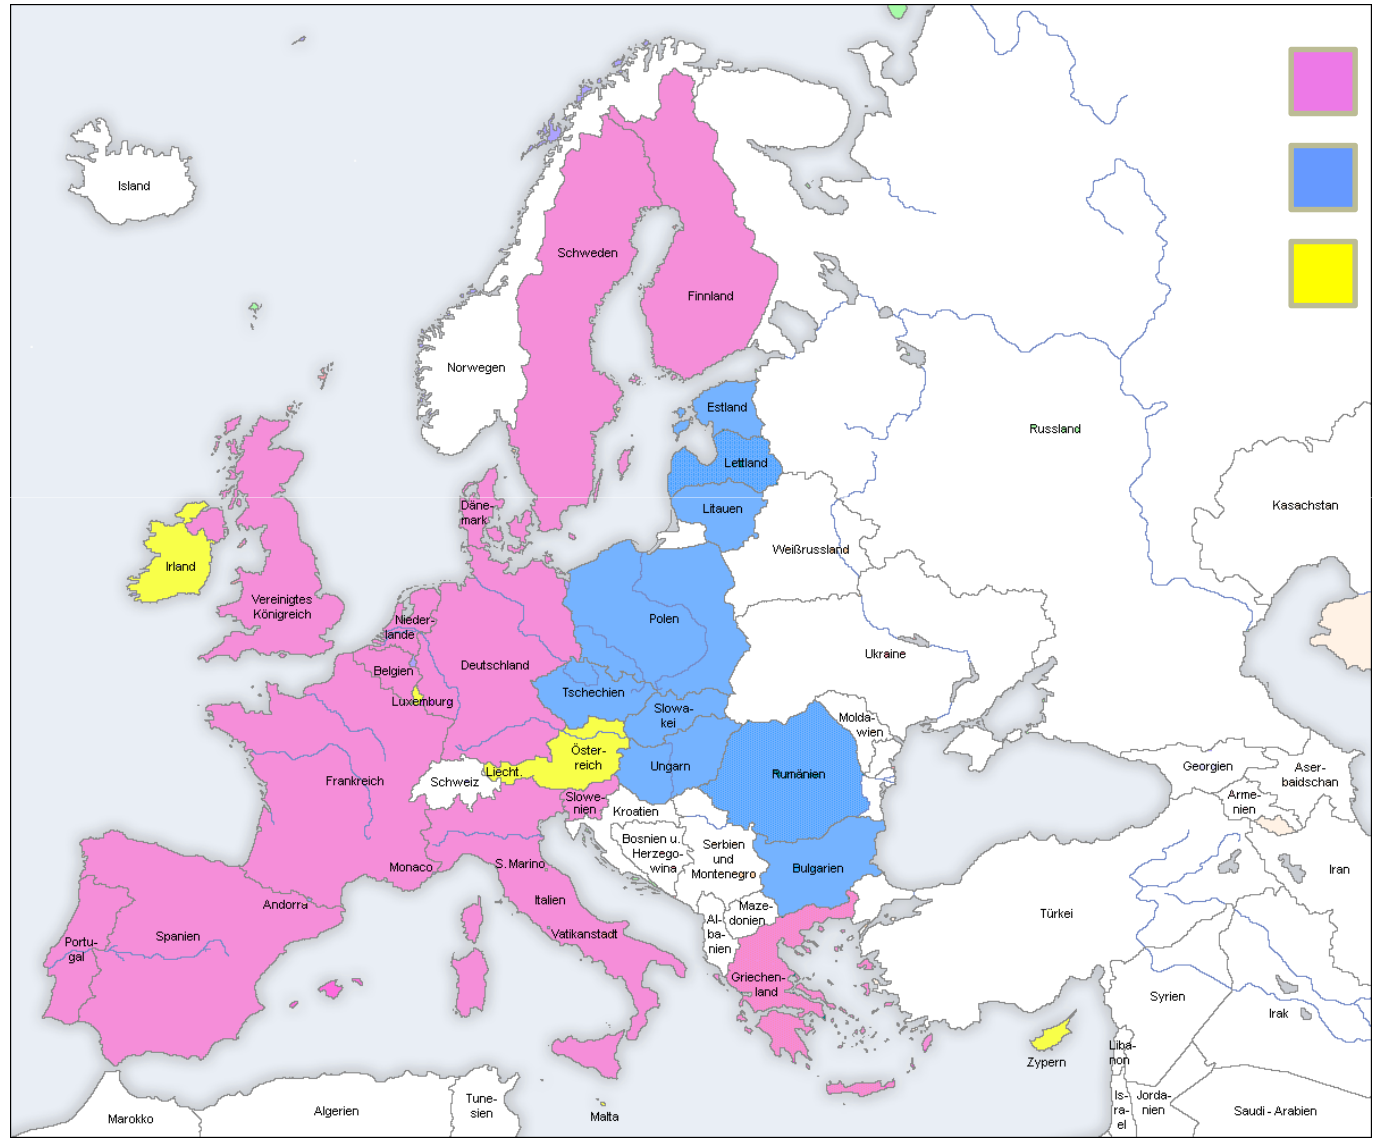 Island
Schweden
Finnland
Norwegen
Estland
Russland
Lettland
Däne-
mark
Litauen
Kasachstan
Weißrussland
Irland
Vereinigtes
Königreich
Nieder-
lande
Polen
Ukraine
Belgien
Deutschland
Luxemburg
Tschechien
Slowa-
kei
Molda-
wien
Öster-
reich
Liecht.
Ungarn
Rumänien
Georgien
Aser-
baidschan
Frankreich
Schweiz
Slowe-
nien
Kroatien
Arme-
nien
Bosnien u.
Herzego-
wina
Serbien
und
Montenegro
Monaco
S. Marino
Bulgarien
Iran
Andorra
Italien
Maze-
donien
Al-
ba-
nien
Türkei
Portu-
gal
Spanien
Vatikanstadt
Griechen-
land
Syrien
Irak
Zypern
Liba-
non
Malta
Marokko
Algerien
Tune-
sien
Is-
ra-
el
Jorda-
nien
Saudi - Arabien